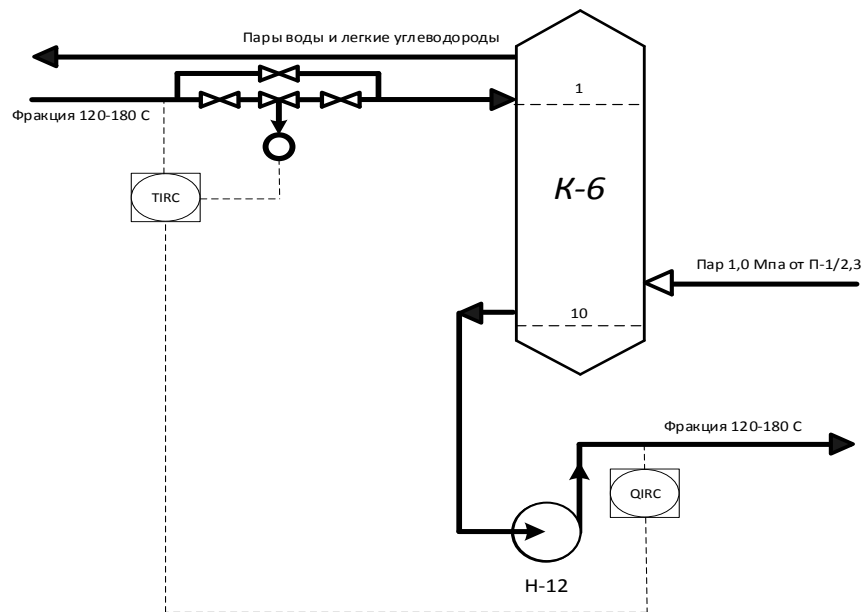 Пары воды и легкие углеводороды
Фракция 120-180 С
1
TIRC
К-6
Пар 1,0 Мпа от П-1/2,3
10
Фракция 120-180 С
QIRC
Н-12